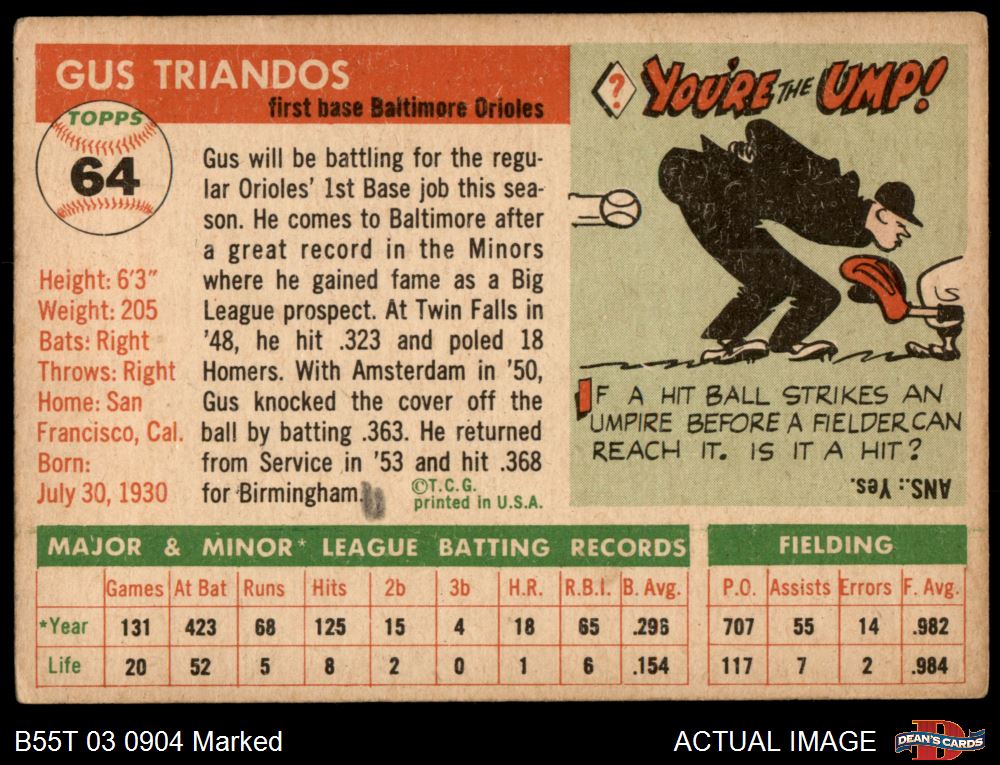 GUS TRIANDOS
first base Baltimore Orioles
TOPPS
64
Height: 6'3"
Weight: 205
Bats: Right
Throws: Right
Home: San
Francisco, Cal.
Born:
July 30, 1930
Gus will be battling for the regu-
lar Orioles' 1st Base job this sea-
son. He comes to Baltimore after
a great record in the Minors
where he gained fame as a Big
League prospect. At Twin Falls in
'48, he hit .323 and poled 18
Homers. With Amsterdam in '50,
Gus knocked the cover off the
ball by batting .363. He returned
from Service in '53 and hit .368
for Birmingham.
©T.C.G.
printed in U.S.A.
? YOU'RE THE UMP!
IF A HIT BALL STRIKES AN
UMPIRE BEFORE A FIELDER CAN
REACH IT. IS IT A HIT?
ANS.: Yes.
MAJOR & MINOR* LEAGUE BATTING RECORDS
Games At Bat Runs Hits 2b 3b H.R. R.B.I. B. Avg.
*Year 131 423 68 125 15 4 18 65 .296
Life 20 52 5 8 2 0 1 6 .154
FIELDING
P.O. Assists Errors F. Avg.
707 55 14 .982
117 7 2 .984
B55T 03 0904 Marked
ACTUAL IMAGE
DEAN'S CARDS